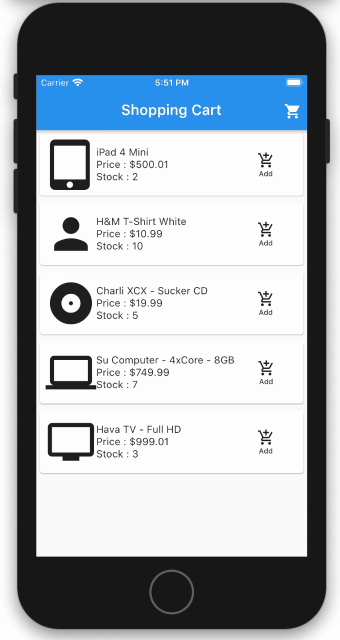 Carrier 5:51 PM
Shopping Cart
iPad 4 Mini
Price : $500.01
Stock : 2
Add
H&M T-Shirt White
Price : $10.99
Stock : 10
Add
Charli XCX - Sucker CD
Price : $19.99
Stock : 5
Add
Su Computer - 4xCore - 8GB
Price : $749.99
Stock : 7
Add
Hava TV - Full HD
Price : $999.01
Stock : 3
Add